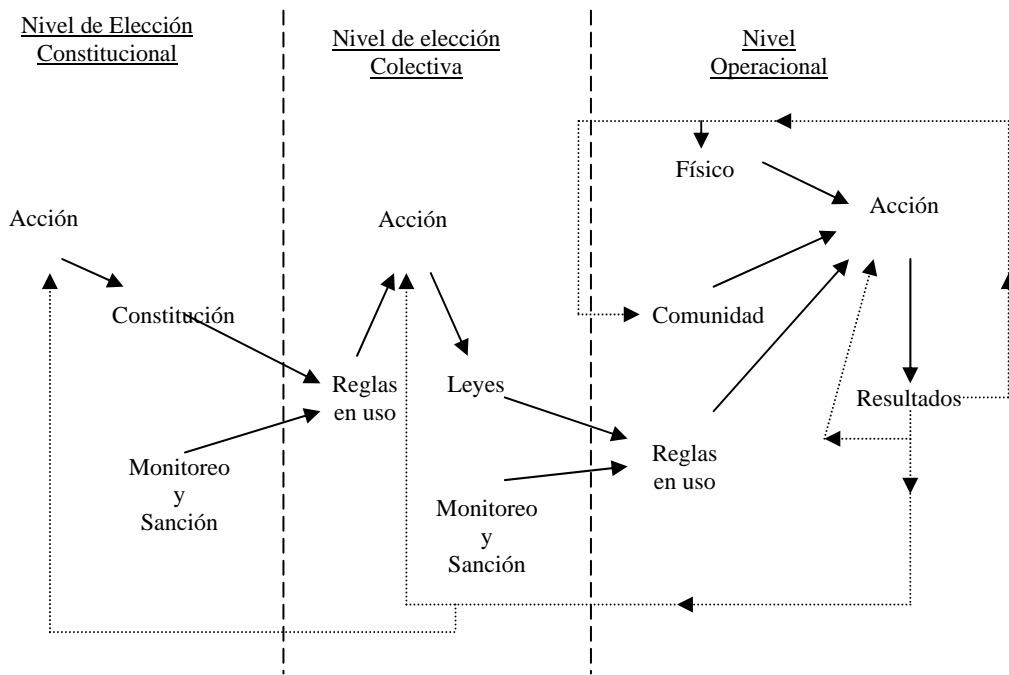 Nivel de Elección
Constitucional
Nivel de elección
Colectiva
Nivel
Operacional
Físico
Acción
Acción
Acción
Constitución
Comunidad
Reglas
en uso
Leyes
Resultados
Monitoreo
y
Sanción
Reglas
en uso
Monitoreo
y
Sanción